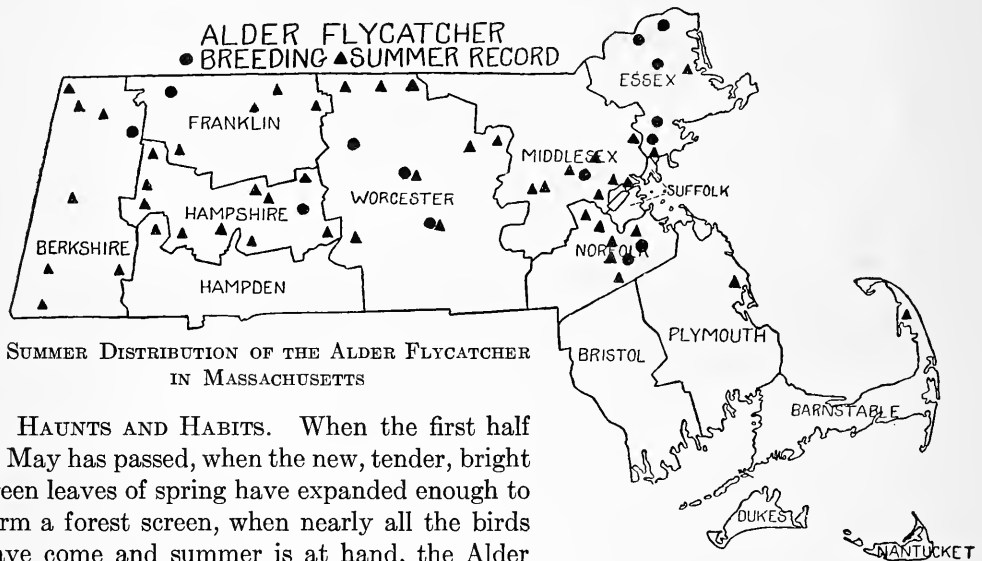 ALDER FLYCATCHER
● BREEDING ▲ SUMMER RECORD
ESSEX
FRANKLIN
MIDDLESEX
SUFFOLK
WORCESTER
HAMPSHIRE
BERKSHIRE
NORFOLK
HAMPDEN
PLYMOUTH
BRISTOL
BARNSTABLE
DUKES
NANTUCKET
SUMMER DISTRIBUTION OF THE ALDER FLYCATCHER
IN MASSACHUSETTS
HAUNTS AND HABITS. When the first half
May has passed, when the new, tender, bright
reen leaves of spring have expanded enough to
rm a forest screen, when nearly all the birds
ave come and summer is at hand, the Alder